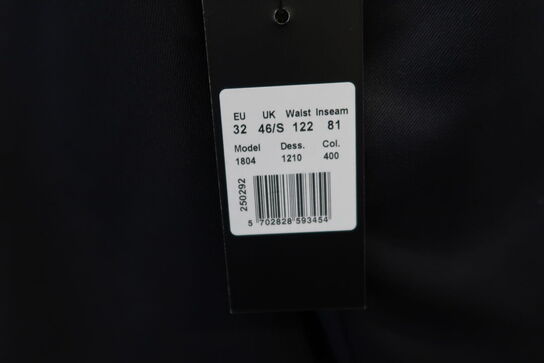 EU UK Waist Inseam
32 46/S 122 81
Model Dess. Col.
1804 1210 400
250292
5 702828 593454